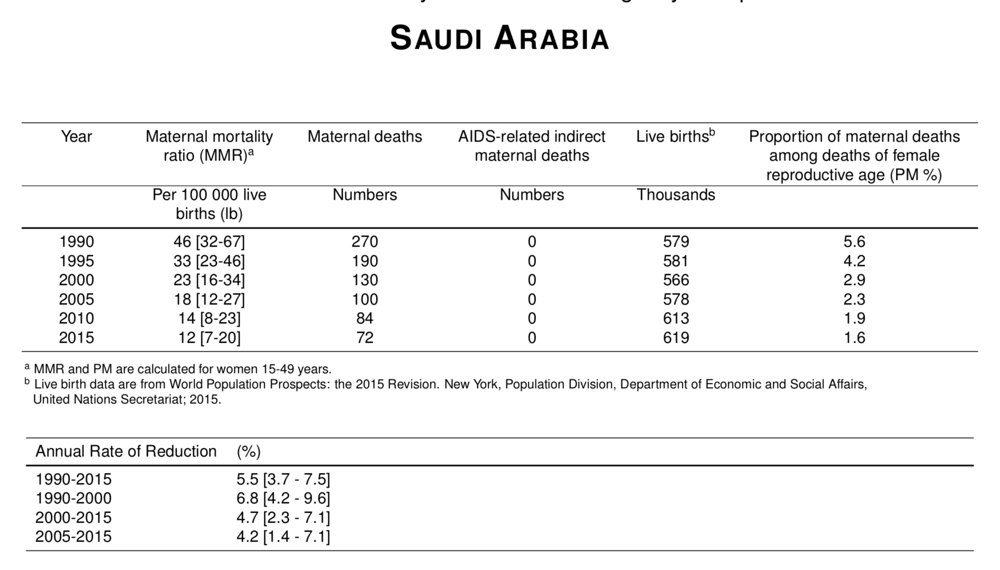 SAUDI ARABIA
Year Maternal mortality ratio (MMR)a Maternal deaths AIDS-related indirect maternal deaths Live birthsb Proportion of maternal deaths among deaths of female reproductive age (PM %)
Per 100 000 live births (lb) Numbers Numbers Thousands
1990 46 [32-67] 270 0 579 5.6
1995 33 [23-46] 190 0 581 4.2
2000 23 [16-34] 130 0 566 2.9
2005 18 [12-27] 100 0 578 2.3
2010 14 [8-23] 84 0 613 1.9
2015 12 [7-20] 72 0 619 1.6
a MMR and PM are calculated for women 15-49 years.
b Live birth data are from World Population Prospects: the 2015 Revision. New York, Population Division, Department of Economic and Social Affairs,
United Nations Secretariat; 2015.
Annual Rate of Reduction (%)
1990-2015 5.5 [3.7 - 7.5]
1990-2000 6.8 [4.2 - 9.6]
2000-2015 4.7 [2.3 - 7.1]
2005-2015 4.2 [1.4 - 7.1]